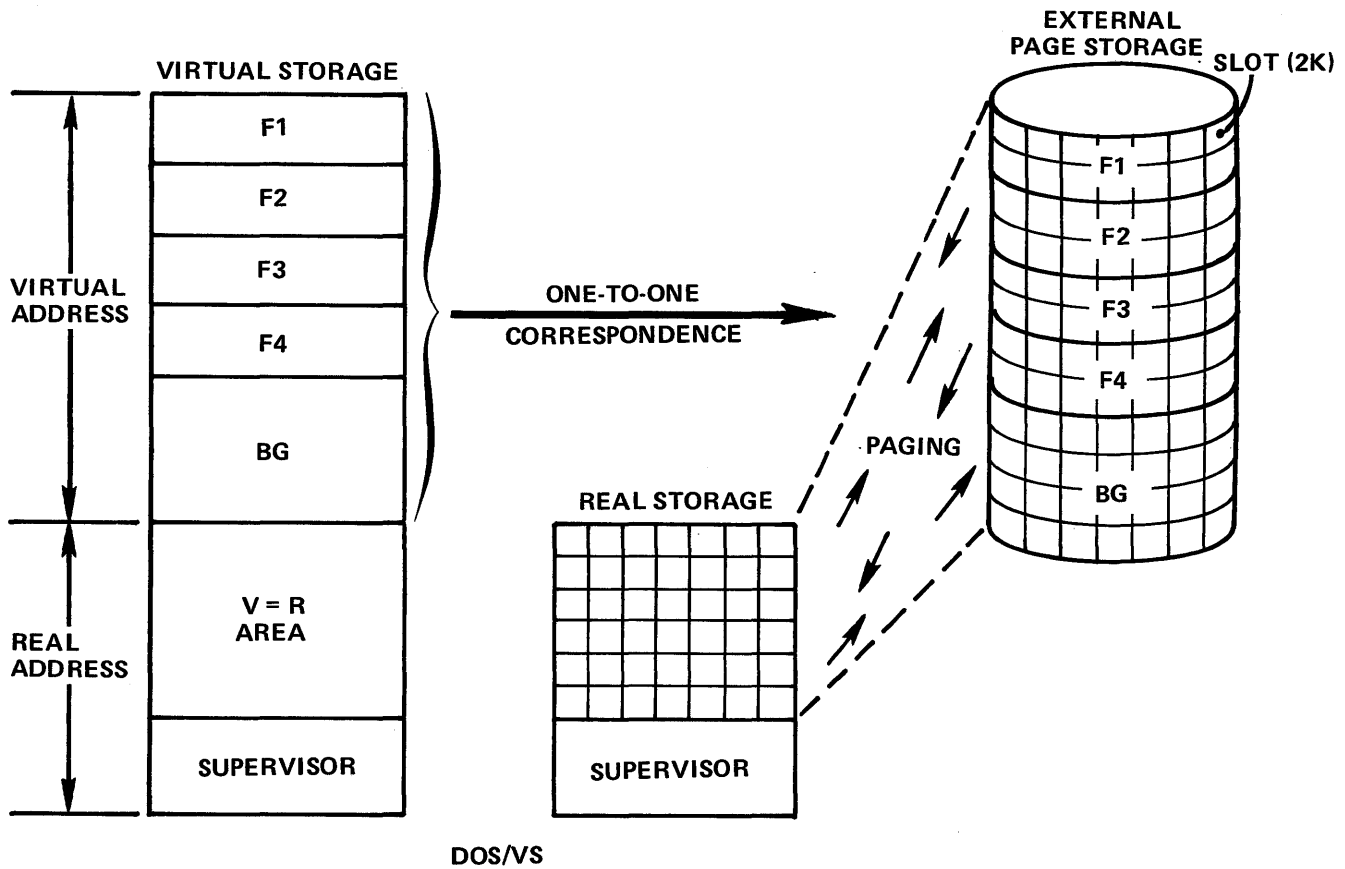 EXTERNAL
PAGE STORAGE
SLOT (2K)
VIRTUAL STORAGE
F1
F2
F3
F4
BG
VIRTUAL
ADDRESS
V = R
AREA
REAL
ADDRESS
SUPERVISOR
ONE-TO-ONE
CORRESPONDENCE
REAL STORAGE
SUPERVISOR
PAGING
F1
F2
F3
F4
BG
DOS/VS